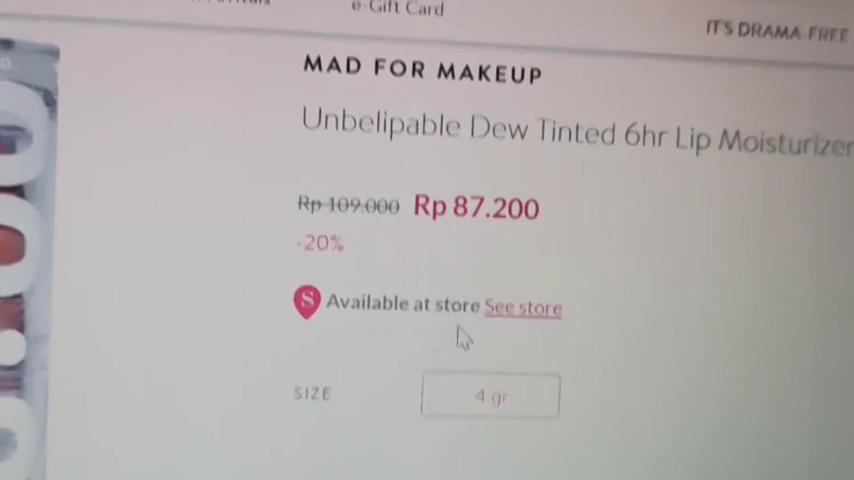 e-Gift Card
IT'S DRAMA-FREE
MAD FOR MAKEUP
Unbelipable Dew Tinted 6hr Lip Moisturizer
Rp 109.000 Rp 87.200
-20%
S Available at store See store
SIZE 4 gr